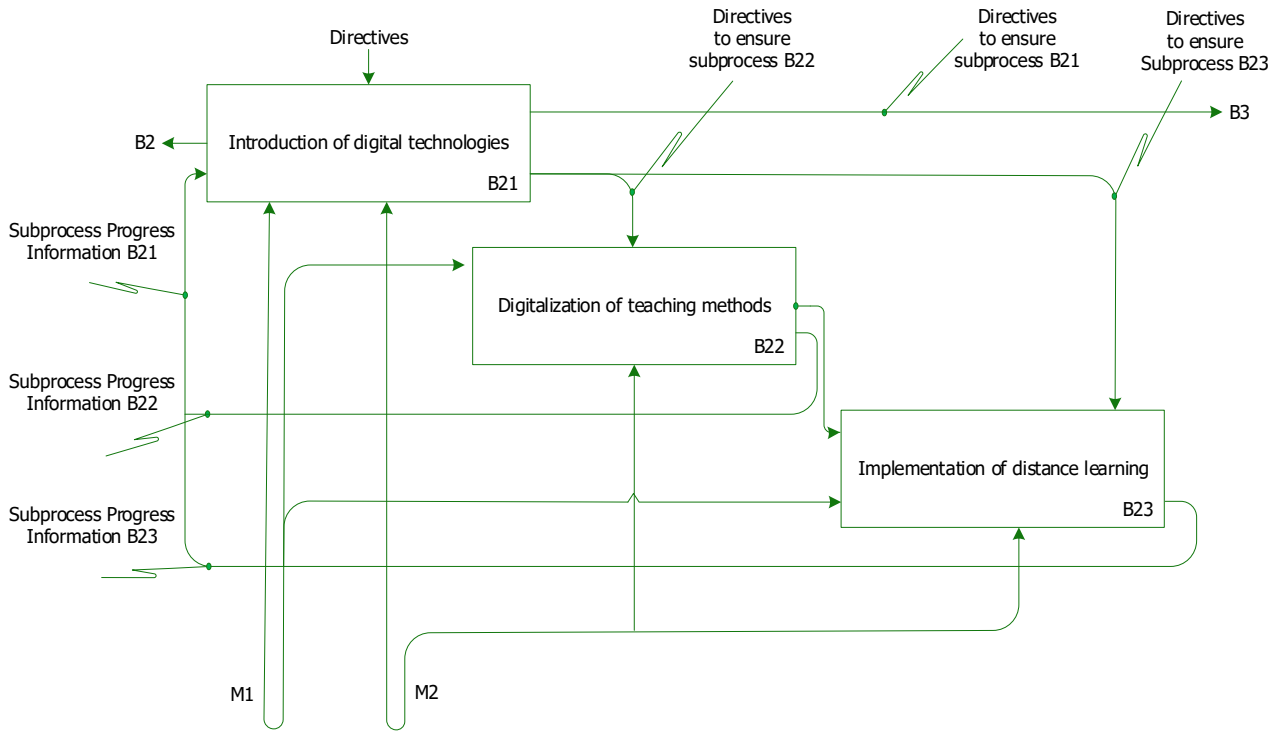 Directives
Directives
to ensure
subprocess B22
Directives
to ensure
subprocess B21
Directives
to ensure
Subprocess B23
B2
Introduction of digital technologies
B21
B3
Subprocess Progress
Information B21
Digitalization of teaching methods
B22
Subprocess Progress
Information B22
Implementation of distance learning
B23
Subprocess Progress
Information B23
M1
M2